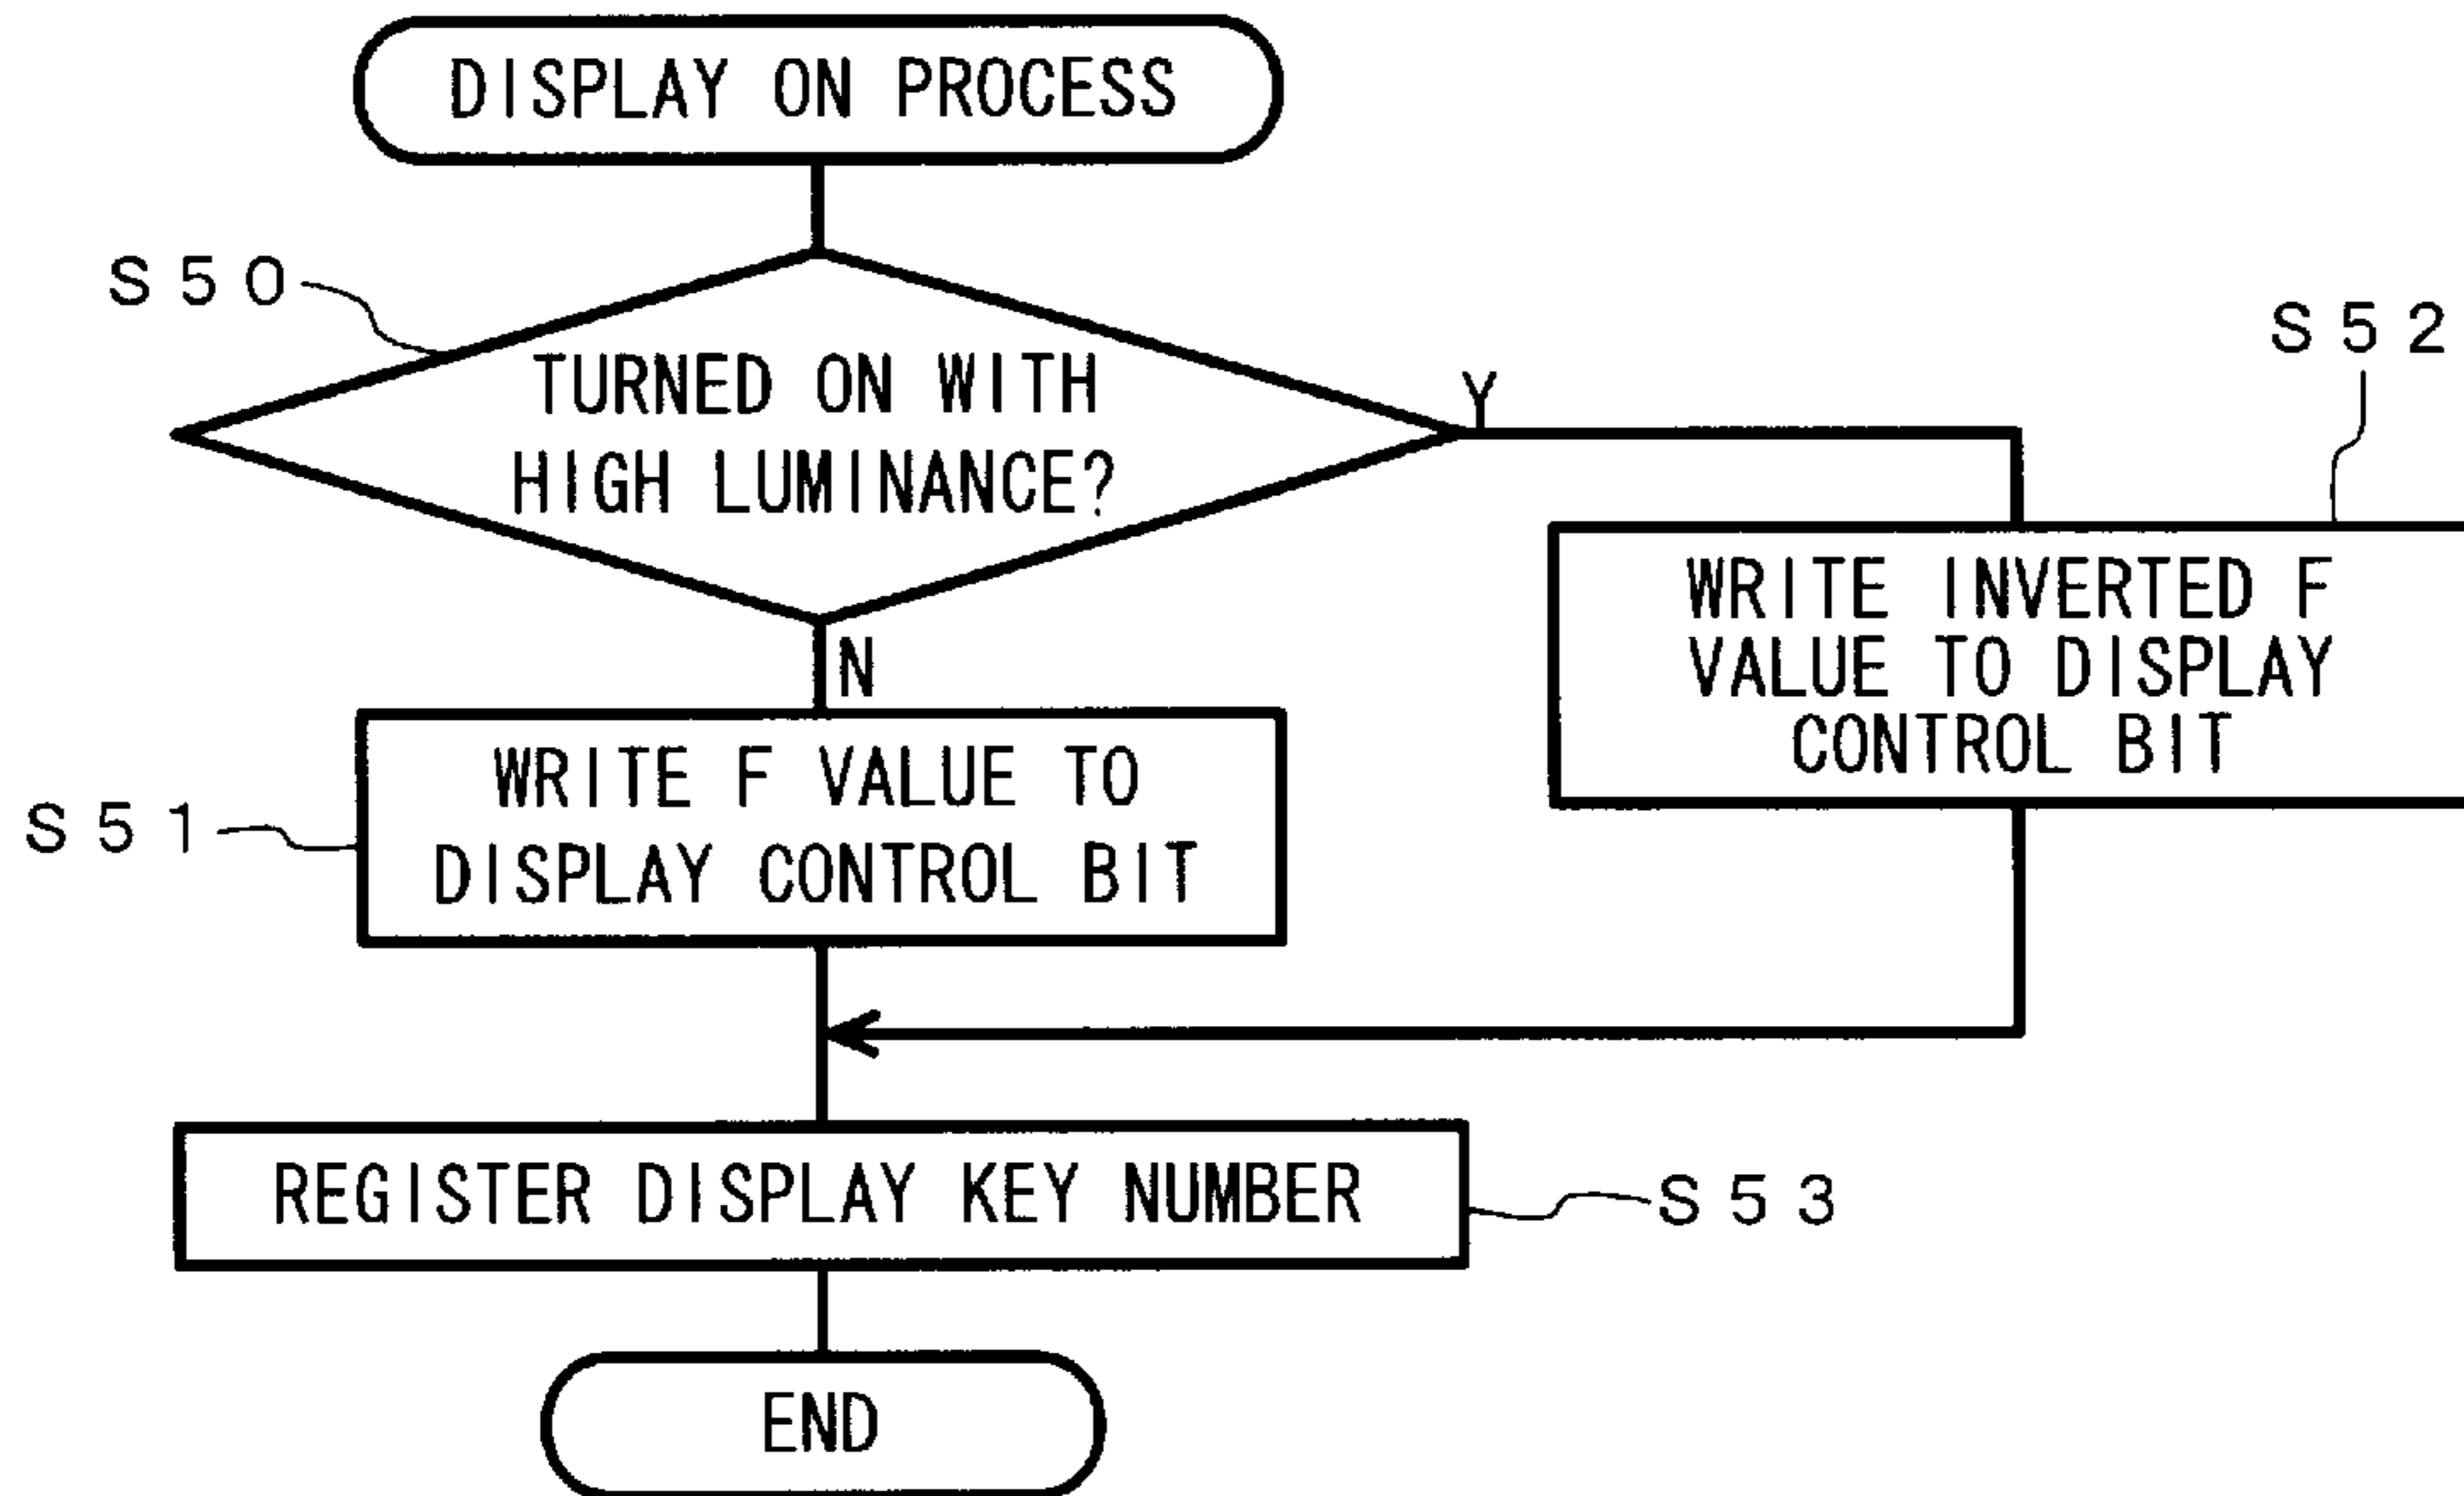 DISPLAY ON PROCESS
S50
TURNED ON WITH
HIGH LUMINANCE?
Y
S52
WRITE INVERTED F
VALUE TO DISPLAY
CONTROL BIT
N
S51
WRITE F VALUE TO
DISPLAY CONTROL BIT
REGISTER DISPLAY KEY NUMBER
S53
END